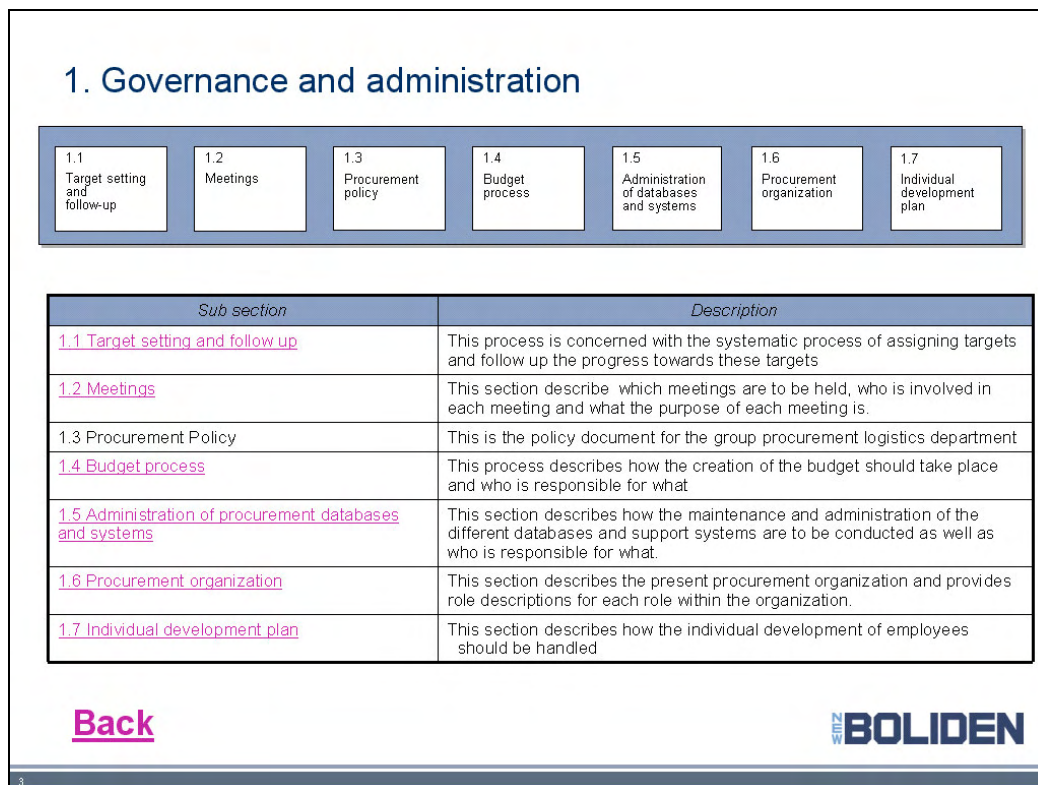 1. Governance and administration
1.1
Target setting
and
follow-up
1.2
Meetings
1.3
Procurement
policy
1.4
Budget
process
1.5
Administration
of databases
and systems
1.6
Procurement
organization
1.7
Individual
development
plan
Sub section
Description
1.1 Target setting and follow up
This process is concerned with the systematic process of assigning targets
and follow up the progress towards these targets
1.2 Meetings
This section describe which meetings are to be held, who is involved in
each meeting and what the purpose of each meeting is.
1.3 Procurement Policy
This is the policy document for the group procurement logistics department
1.4 Budget process
This process describes how the creation of the budget should take place
and who is responsible for what
1.5 Administration of procurement databases
and systems
This section describes how the maintenance and administration of the
different databases and support systems are to be conducted as well as
who is responsible for what.
1.6 Procurement organization
This section describes the present procurement organization and provides
role descriptions for each role within the organization.
1.7 Individual development plan
This section describes how the individual development of employees
should be handled
Back
NEW BOLIDEN
3